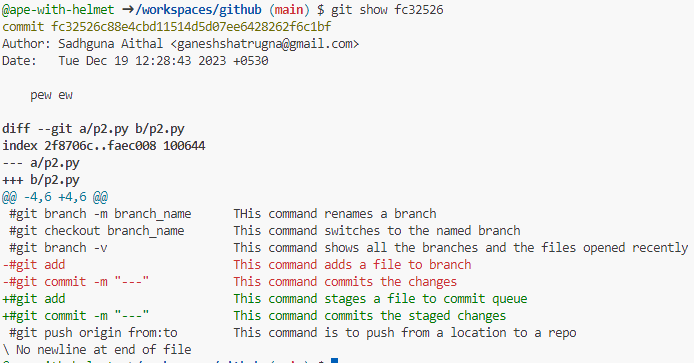 @ape-with-helmet ➜/workspaces/github (main) $ git show fc32526
commit fc32526c88e4cbd11514d5d07ee6428262f6c1bf
Author: Sadhguna Aithal <ganeshshatrugna@gmail.com>
Date:   Tue Dec 19 12:28:43 2023 +0530
    pew ew
diff --git a/p2.py b/p2.py
index 2f8706c..faec008 100644
--- a/p2.py
+++ b/p2.py
@@ -4,6 +4,6 @@
 #git branch -m branch_name      THis command renames a branch
 #git checkout branch_name       This command switches to the named branch
 #git branch -v                  This command shows all the branches and the files opened recently
-#git add                        This command adds a file to branch
-#git commit -m "---"            This command commits the changes
+#git add                        This command stages a file to commit queue
+#git commit -m "---"            This command commits the staged changes
 #git push origin from:to        This command is to push from a location to a repo
\ No newline at end of file